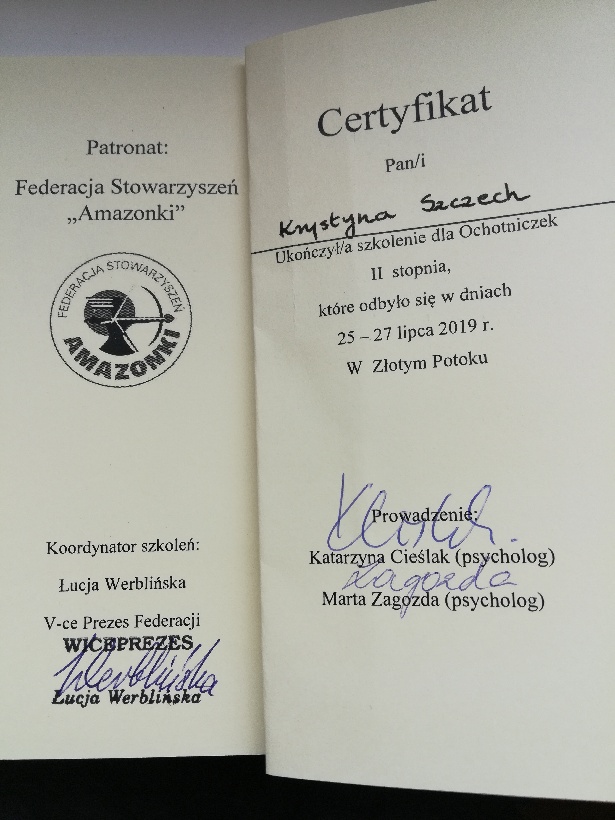 Patronat:
Federacja Stowarzyszeń
„Amazonki”
FEDERACJA STOWARZYSZEŃ
AMAZONKI
Koordynator szkoleń:
Łucja Werblińska
V-ce Prezes Federacji
WICEPREZES
Werblińska
Łucja Werblińska
Certyfikat
Pan/i
Krystyna Szczech
Ukończył/a szkolenie dla Ochotniczek
II stopnia,
które odbyło się w dniach
25 – 27 lipca 2019 r.
W Złotym Potoku
Prowadzenie:
Katarzyna Cieślak (psycholog)
Zagozda
Marta Zagozda (psycholog)